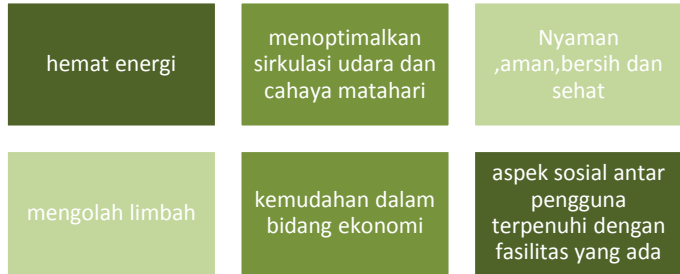 hemat energi
menoptimalkan
sirkulasi udara dan
cahaya matahari
Nyaman
,aman,bersih dan
sehat
mengolah limbah
kemudahan dalam
bidang ekonomi
aspek sosial antar
pengguna
terpenuhi dengan
fasilitas yang ada